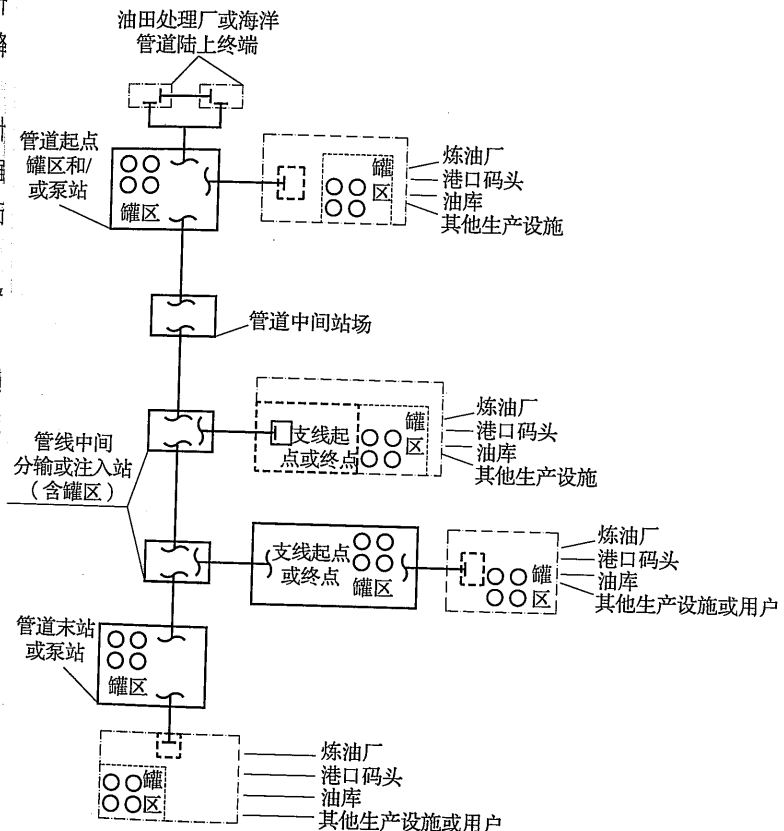 油田处理厂或海洋
管道陆上终端
管道起点
罐区和/
或泵站
罐区
罐
区
炼油厂
港口码头
油库
其他生产设施
管道中间站场
管线中间
分输或注入站
(含罐区)
支线起
点或终点
罐
区
炼油厂
港口码头
油库
其他生产设施
支线起点
或终点
罐区
罐
区
炼油厂
港口码头
油库
其他生产设施或用户
管道末站
或泵站
罐区
罐
区
炼油厂
港口码头
油库
其他生产设施或用户